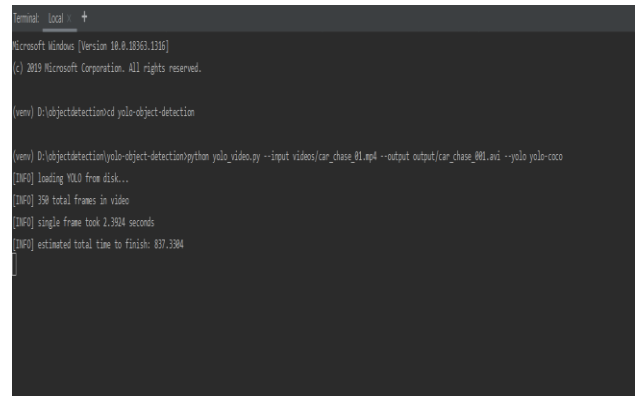 Terminal: Local × +
Microsoft Windows [Version 10.0.18363.1316]
(c) 2019 Microsoft Corporation. All rights reserved.
(venv) D:\objectdetection>cd yolo-object-detection
(venv) D:\objectdetection\yolo-object-detection>python yolo_video.py --input videos/car_chase_01.mp4 --output output/car_chase_001.avi --yolo yolo-coco
[INFO] loading YOLO from disk...
[INFO] 350 total frames in video
[INFO] single frame took 2.3924 seconds
[INFO] estimated total time to finish: 837.3304